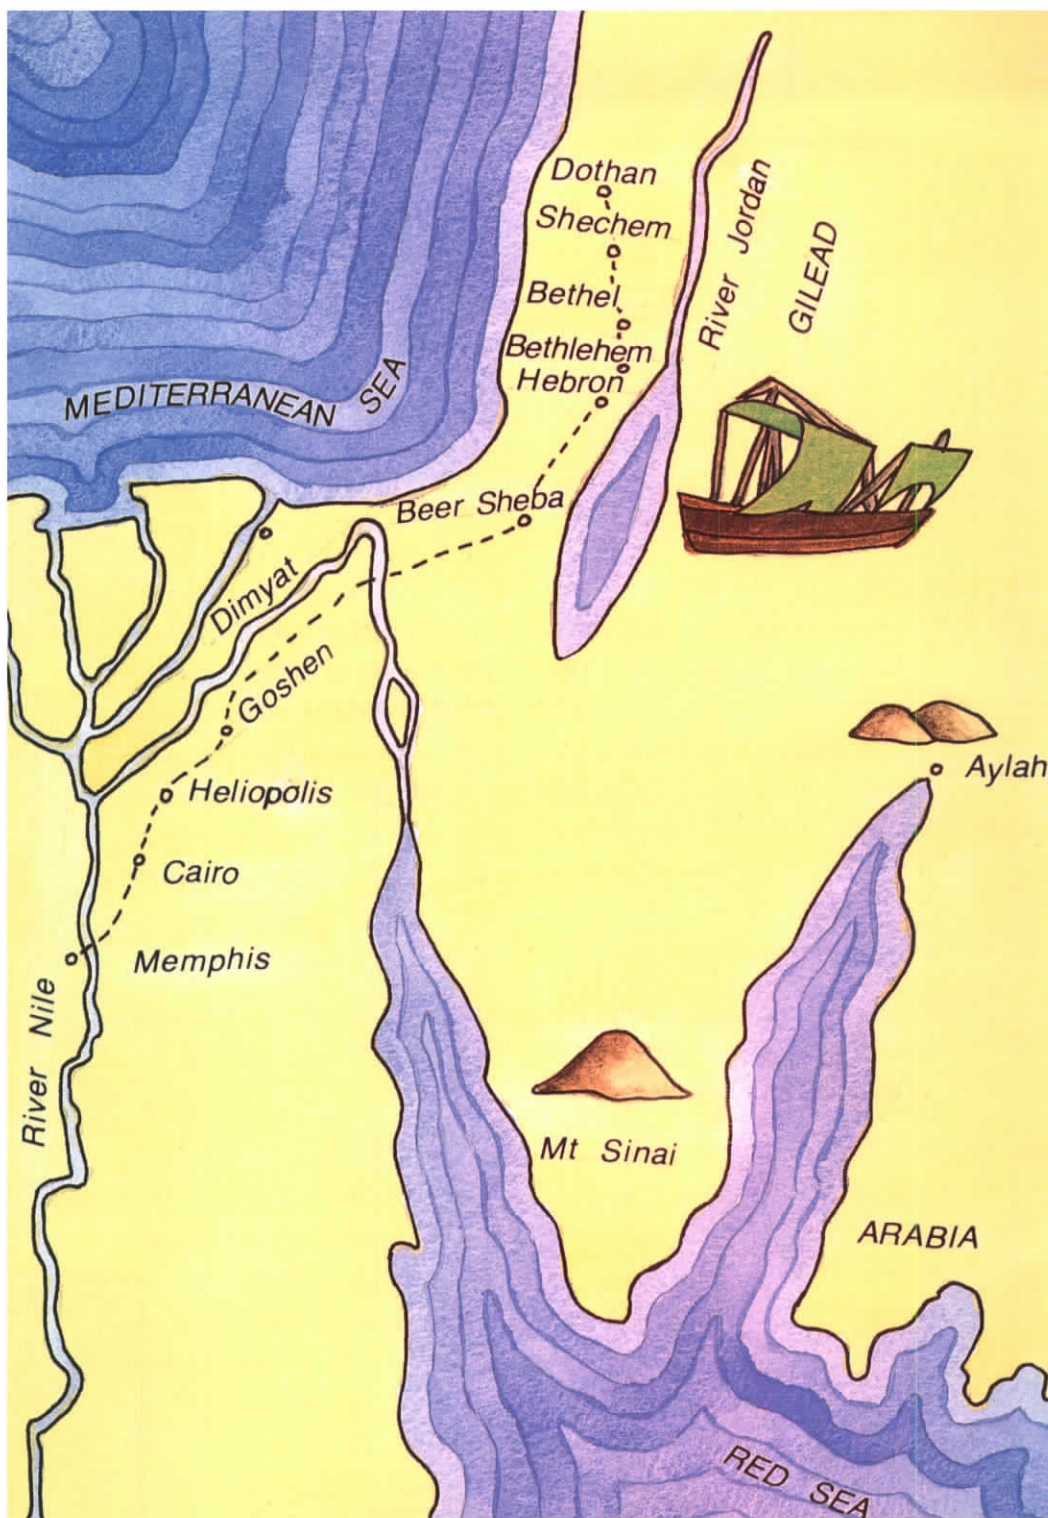 Dothan
Shechem
River Jordan
GILEAD
Bethel
Bethlehem
Hebron
MEDITERRANEAN SEA
Beer Sheba
Dimyat
Goshen
Aylah
Heliopolis
Cairo
Memphis
River Nile
Mt Sinai
ARABIA
RED SEA